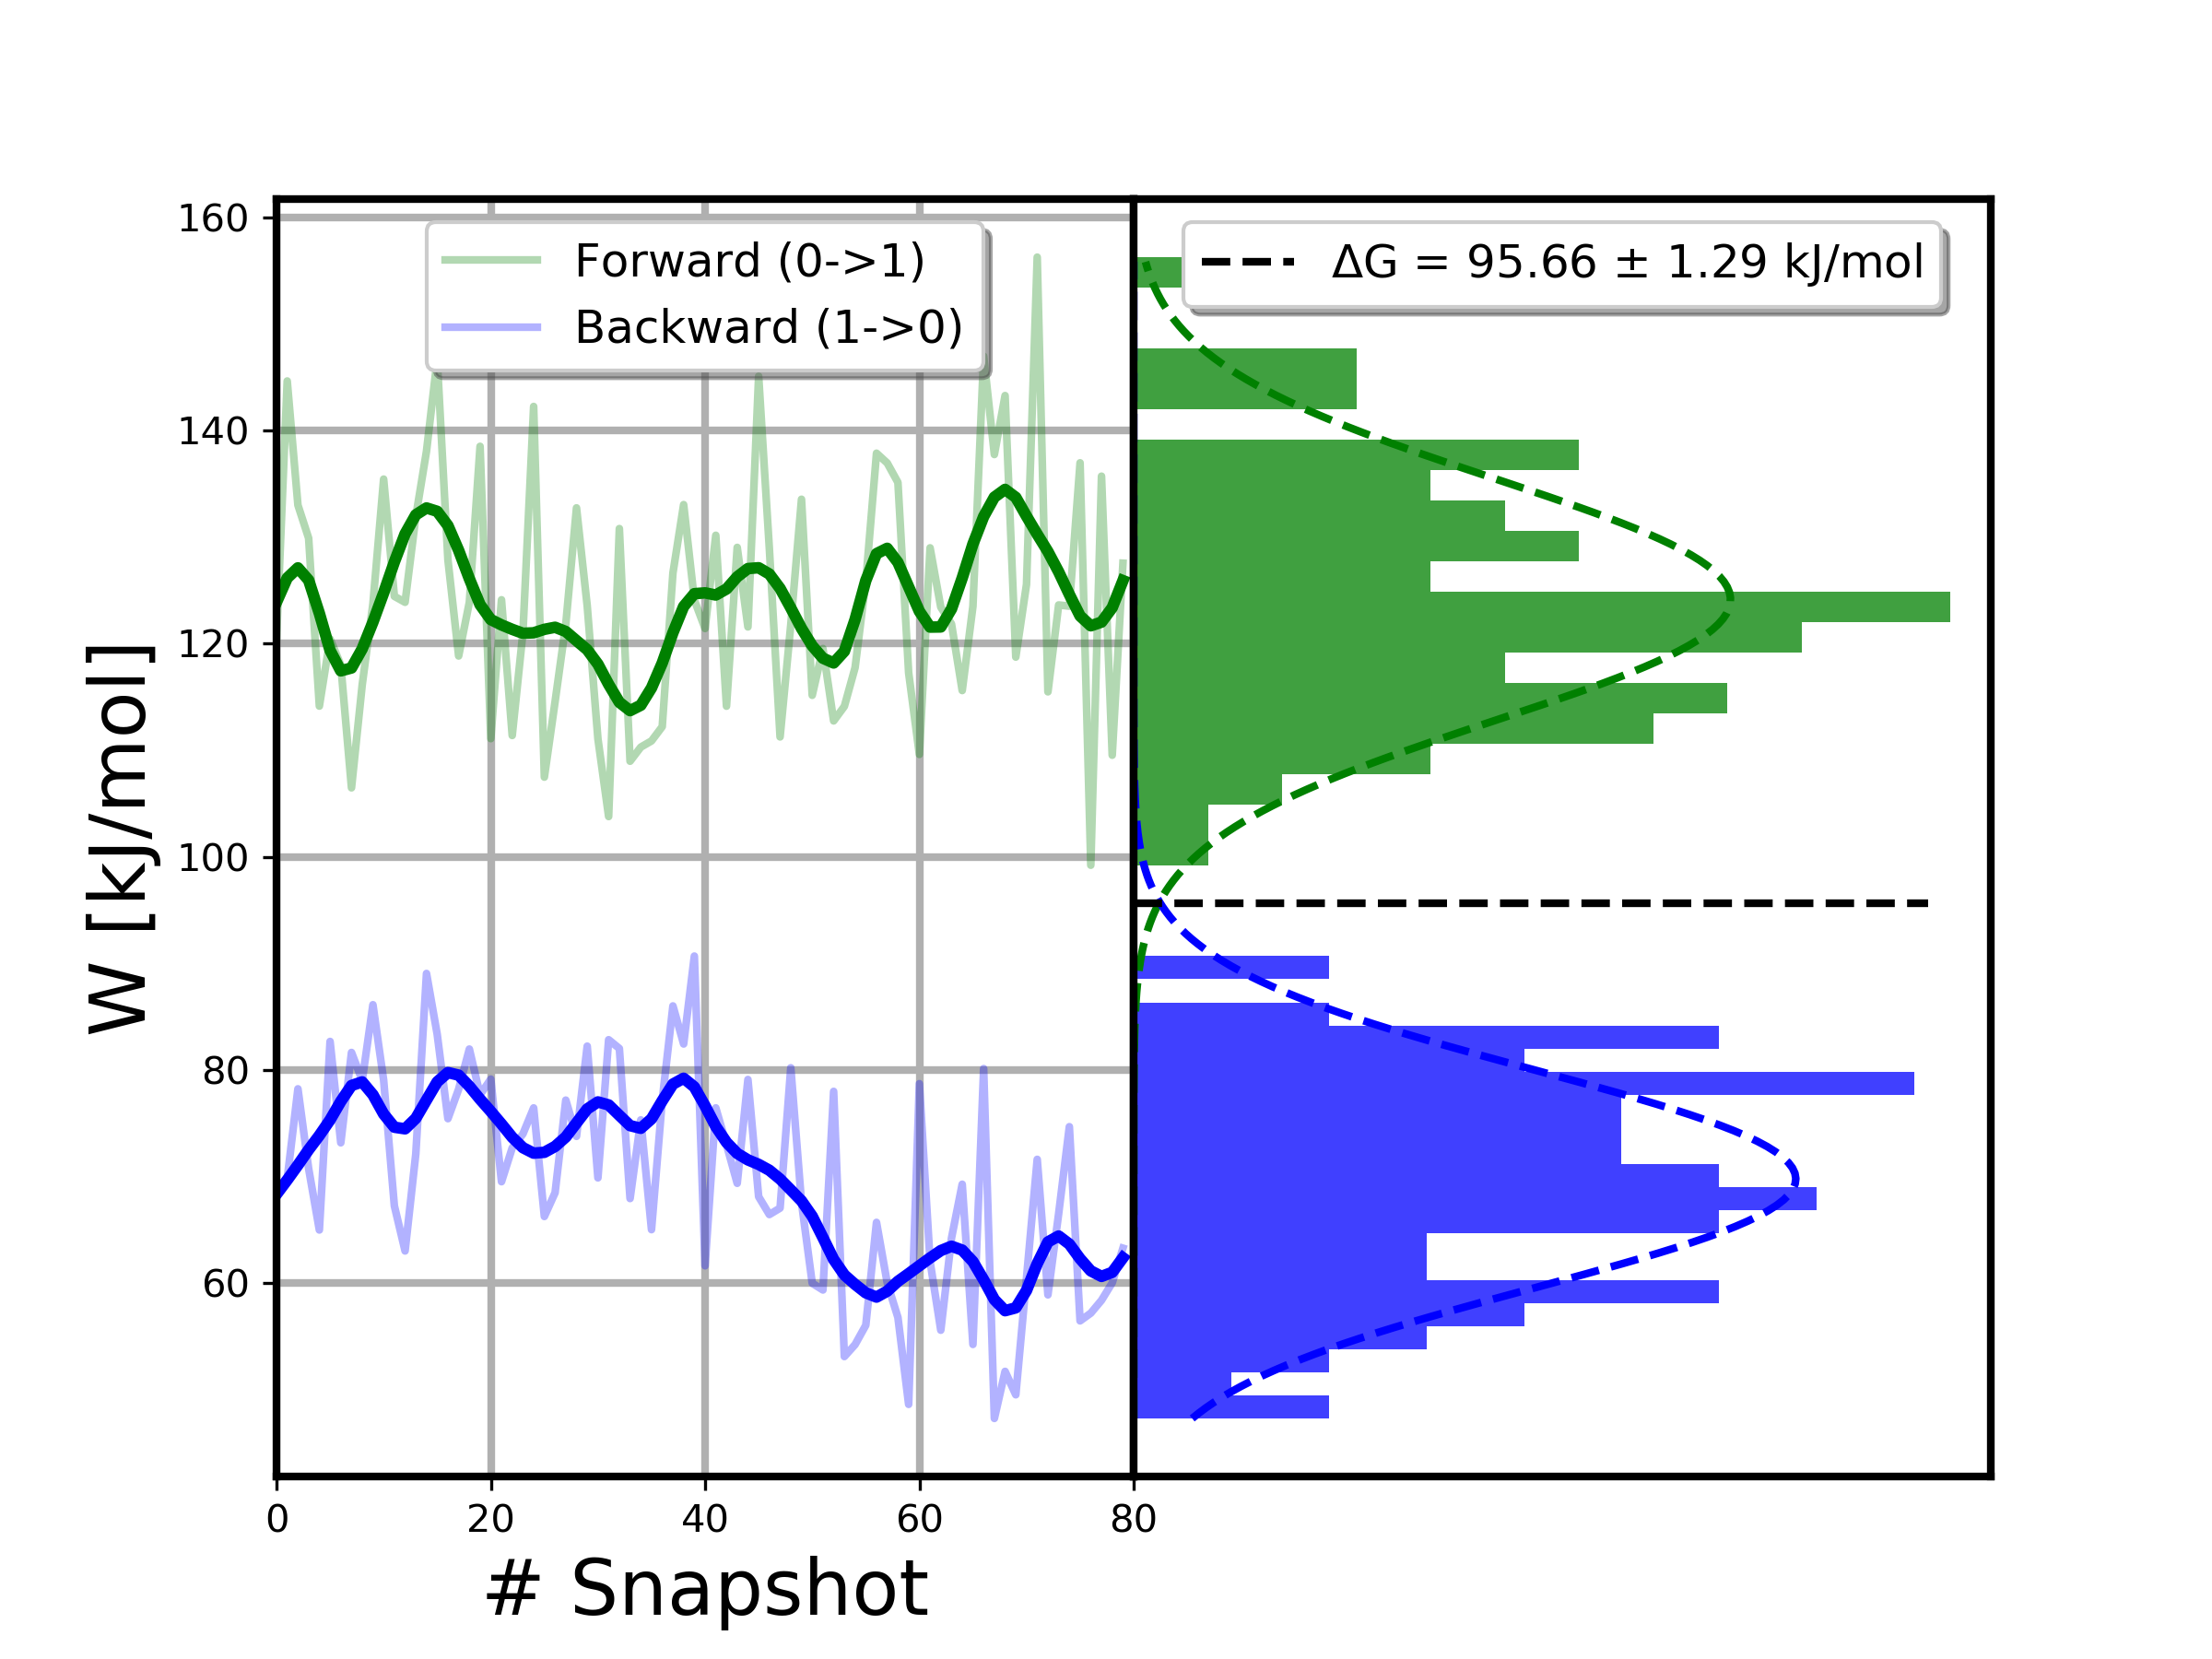 160
140
120
100
80
60
W [kJ/mol]
Forward (0->1)
Backward (1->0)
ΔG = 95.66 ± 1.29 kJ/mol
0 20 40 60 80
# Snapshot